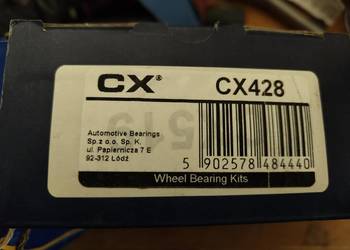 CX® CX428
Automotive Bearings
Sp.z o.o. Sp. K.
ul. Papiernicza 7 E
92-312 Łódź
5 902578 484440
Wheel Bearing Kits